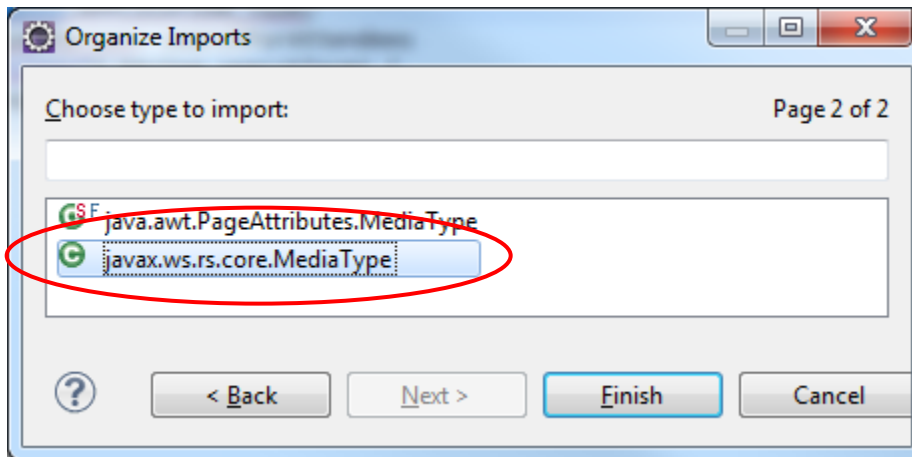 Organize Imports
Choose type to import:
Page 2 of 2
java.awt.PageAttributes.MediaType
javax.ws.rs.core.MediaType
< Back
Next >
Finish
Cancel